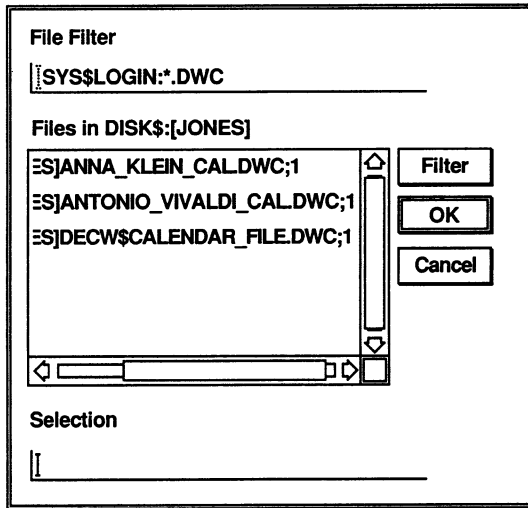 File Filter
SYS$LOGIN:*.DWC
Files in DISK$:[JONES]
ES]ANNA_KLEIN_CAL.DWC;1
ES]ANTONIO_VIVALDI_CAL.DWC;1
ES]DECW$CALENDAR_FILE.DWC;1
Filter
OK
Cancel
Selection